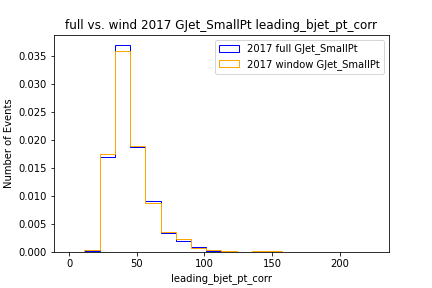 full vs. wind 2017 GJet_SmallPt leading_bjet_pt_corr
2017 full GJet_SmallPt
2017 window GJet_SmallPt
Number of Events
0.035
0.030
0.025
0.020
0.015
0.010
0.005
0.000
0 50 100 150 200
leading_bjet_pt_corr